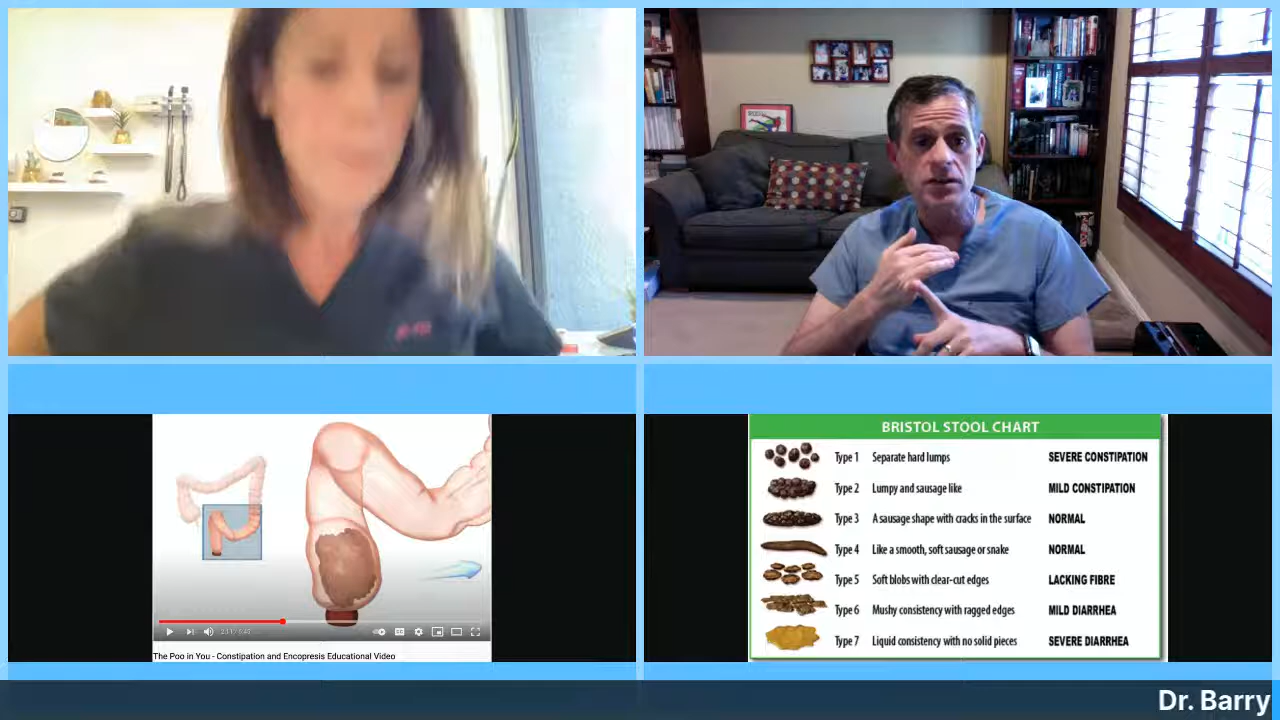 The Poo in You - Constipation and Encopresis Educational Video
BRISTOL STOOL CHART
Type 1 Separate hard lumps SEVERE CONSTIPATION
Type 2 Lumpy and sausage like MILD CONSTIPATION
Type 3 A sausage shape with cracks in the surface NORMAL
Type 4 Like a smooth, soft sausage or snake NORMAL
Type 5 Soft blobs with clear-cut edges LACKING FIBRE
Type 6 Mushy consistency with ragged edges MILD DIARRHEA
Type 7 Liquid consistency with no solid pieces SEVERE DIARRHEA
Dr. Barry